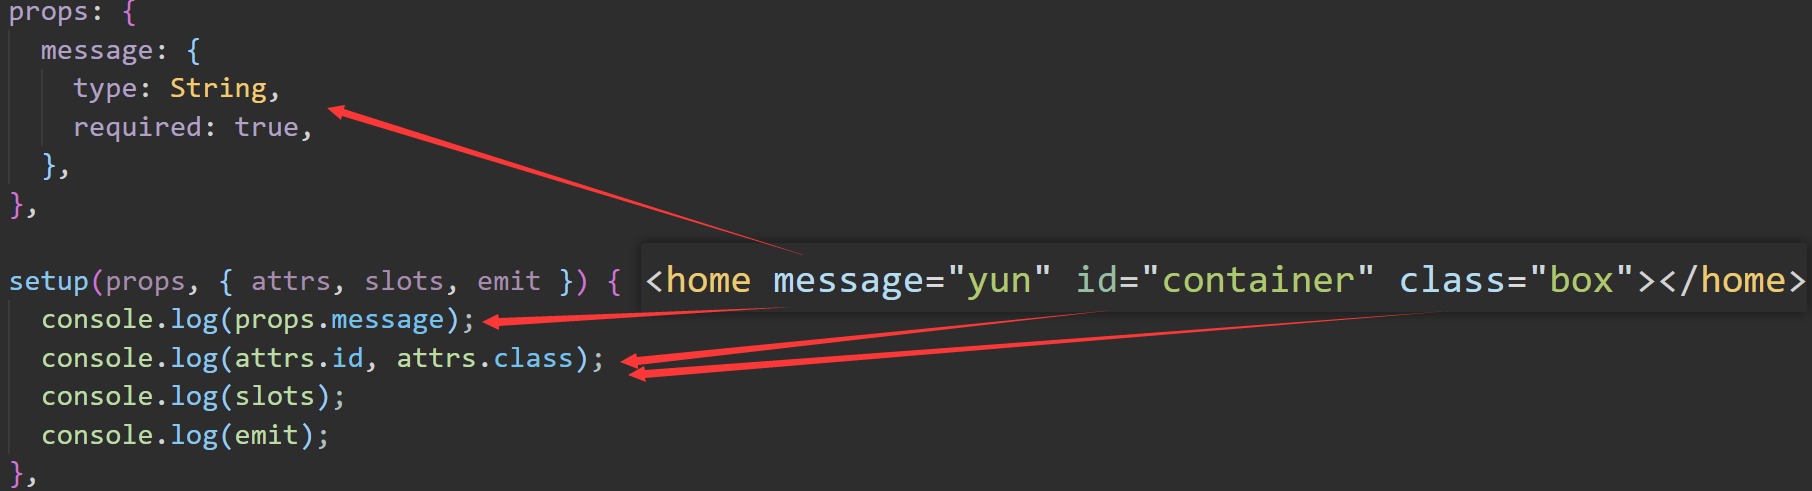 props: {
  message: {
    type: String,
    required: true,
  },
},
setup(props, { attrs, slots, emit }) {
<home message="yun" id="container" class="box"></home>
  console.log(props.message);
  console.log(attrs.id, attrs.class);
  console.log(slots);
  console.log(emit);
},